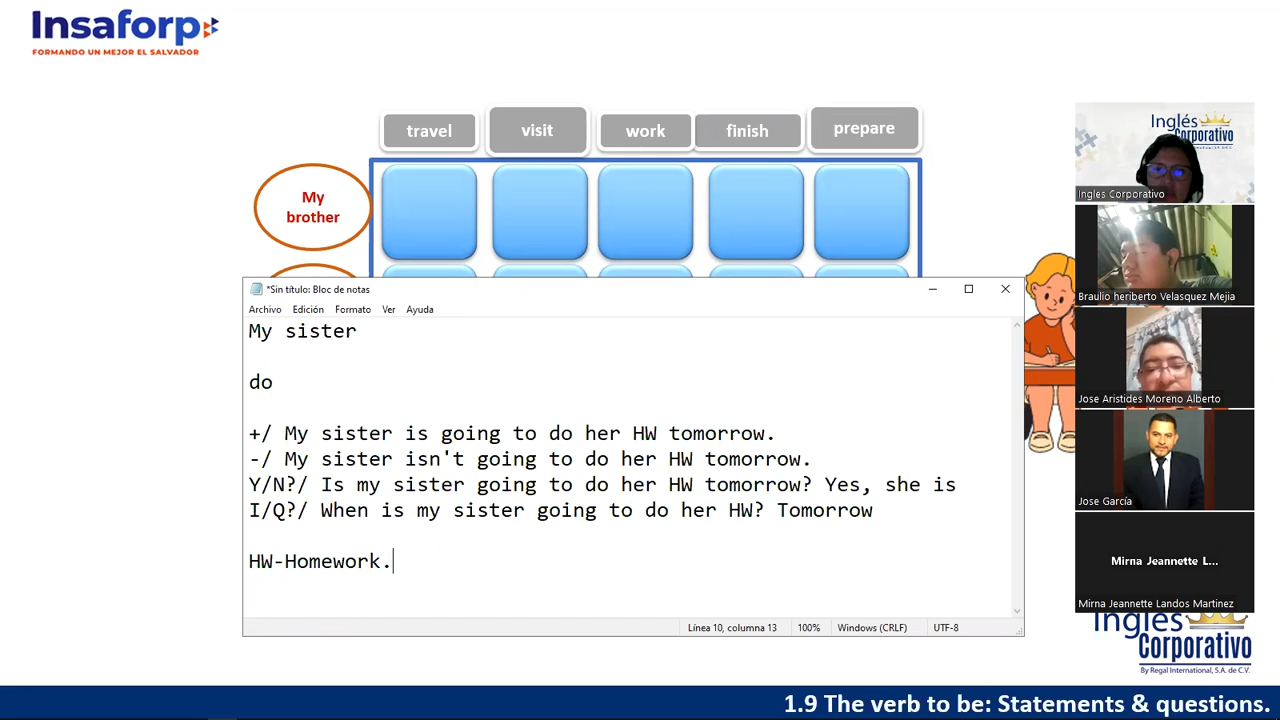 Insaforp
FORMANDO UN MEJOR EL SALVADOR
travel
visit
work
finish
prepare
My
brother
*Sin título: Bloc de notas
Archivo Edición Formato Ver Ayuda
My sister
do
+/ My sister is going to do her HW tomorrow.
-/ My sister isn't going to do her HW tomorrow.
Y/N?/ Is my sister going to do her HW tomorrow? Yes, she is
I/Q?/ When is my sister going to do her HW? Tomorrow
HW-Homework.
Línea 10, columna 13 100% Windows (CRLF) UTF-8
Inglés
Corporativo
Ingles Corporativo
Braulio heriberto Velasquez Mejia
Jose Aristides Moreno Alberto
Jose García
Mirna Jeannette L...
Mirna Jeannette Landos Martinez
Inglés
Corporativo
By Regal International, S.A. de C.V.
1.9 The verb to be: Statements & questions.